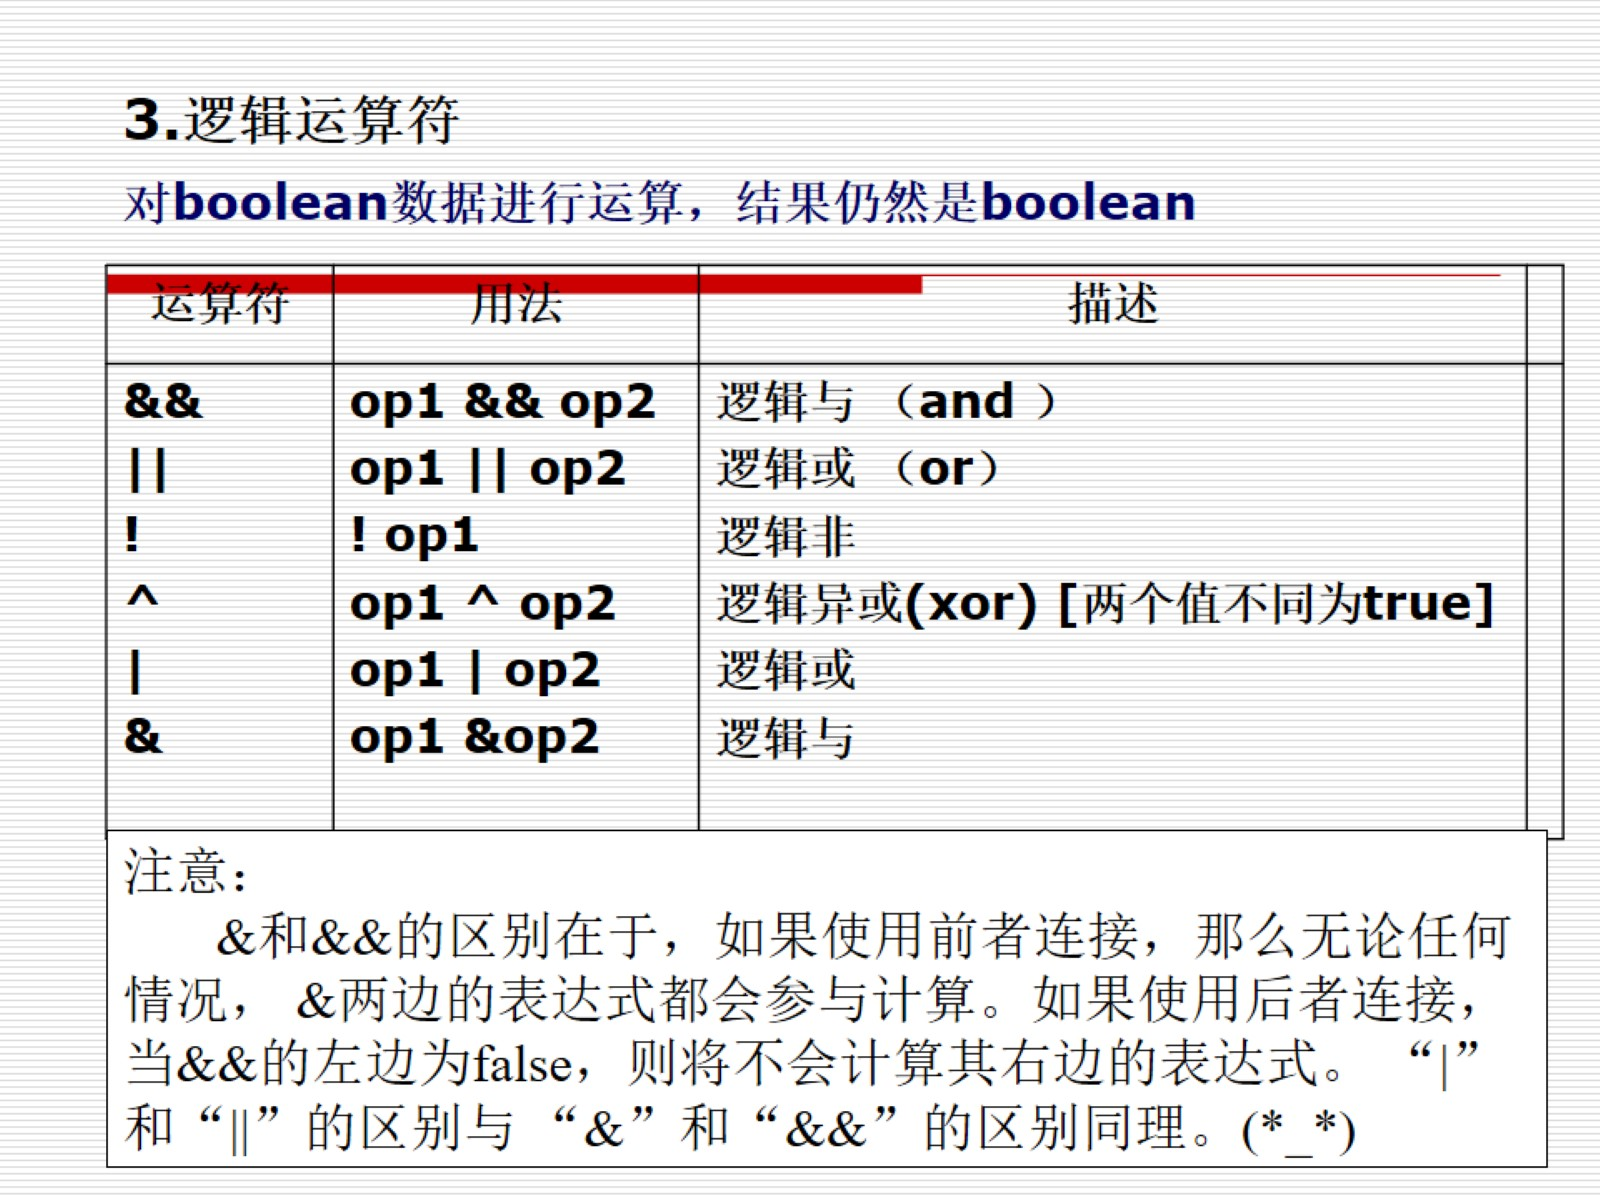 3.逻辑运算符
对boolean数据进行运算，结果仍然是boolean
运算符 用法 描述
&& op1 && op2 逻辑与 （and ）
|| op1 || op2 逻辑或 （or）
! ! op1 逻辑非
^ op1 ^ op2 逻辑异或(xor) [两个值不同为true]
| op1 | op2 逻辑或
& op1 &op2 逻辑与
注意：
&和&&的区别在于，如果使用前者连接，那么无论任何
情况， &两边的表达式都会参与计算。如果使用后者连接，
当&&的左边为false，则将不会计算其右边的表达式。 “|”
和“||”的区别与 “&”和“&&”的区别同理。(*_*)